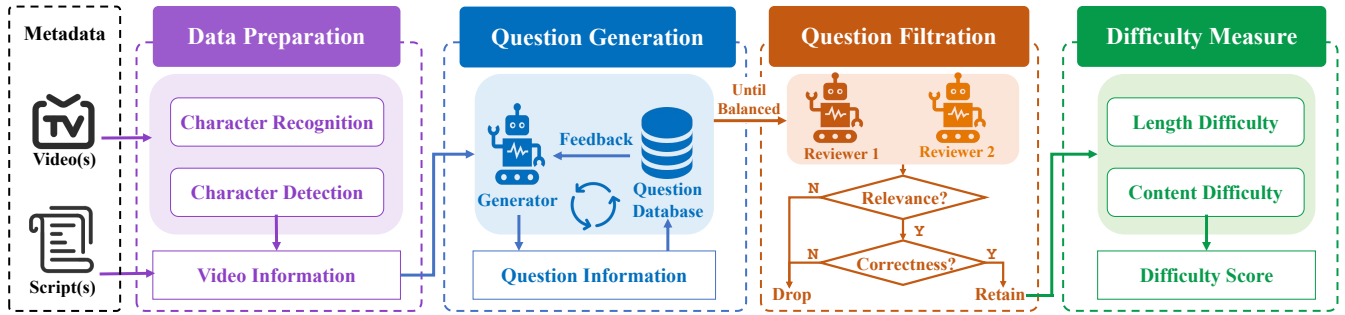 Metadata
TV
Video(s)
Script(s)
Data Preparation
Character Recognition
Character Detection
Video Information
Question Generation
Feedback
Generator
Question
Database
Question Information
Until
Balanced
Question Filtration
Reviewer 1
Reviewer 2
N
Relevance?
Y
N
Correctness?
Y
Drop
Retain
Difficulty Measure
Length Difficulty
Content Difficulty
Difficulty Score